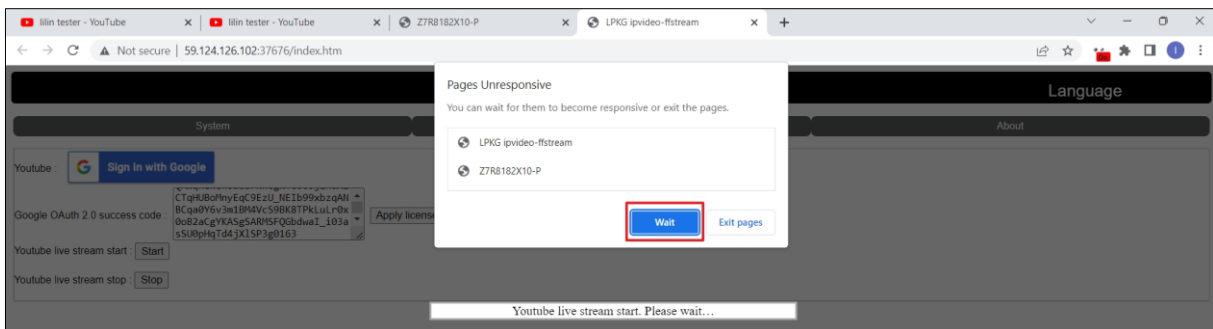 lilin tester - YouTube
lilin tester - YouTube
Z7R8182X10-P
LPKG ipvideo-ffstream
Not secure | 59.124.126.102:37676/index.htm
Language
System
About
Pages Unresponsive
You can wait for them to become responsive or exit the pages.
LPKG ipvideo-ffstream
Z7R8182X10-P
Wait
Exit pages
Youtube :
Sign in with Google
Google OAuth 2.0 success code :
CTqHUBoMnyEqC9EzU_NEIb99xbzqAN
BCqa0Y6v3m1BM4VcS9BK8TPkLuLr0x
0oB2aCgYKASgSARMSFQGbdwaI_i03a
sSU0pHqTd4jXlSP3g0163
Apply license
Youtube live stream start :
Start
Youtube live stream stop :
Stop
Youtube live stream start. Please wait…